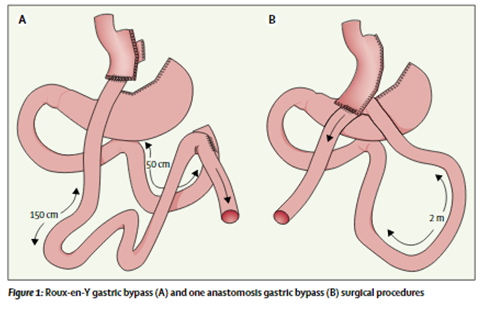 A
B
50 cm
150 cm
2 m
Figure 1: Roux-en-Y gastric bypass (A) and one anastomosis gastric bypass (B) surgical procedures